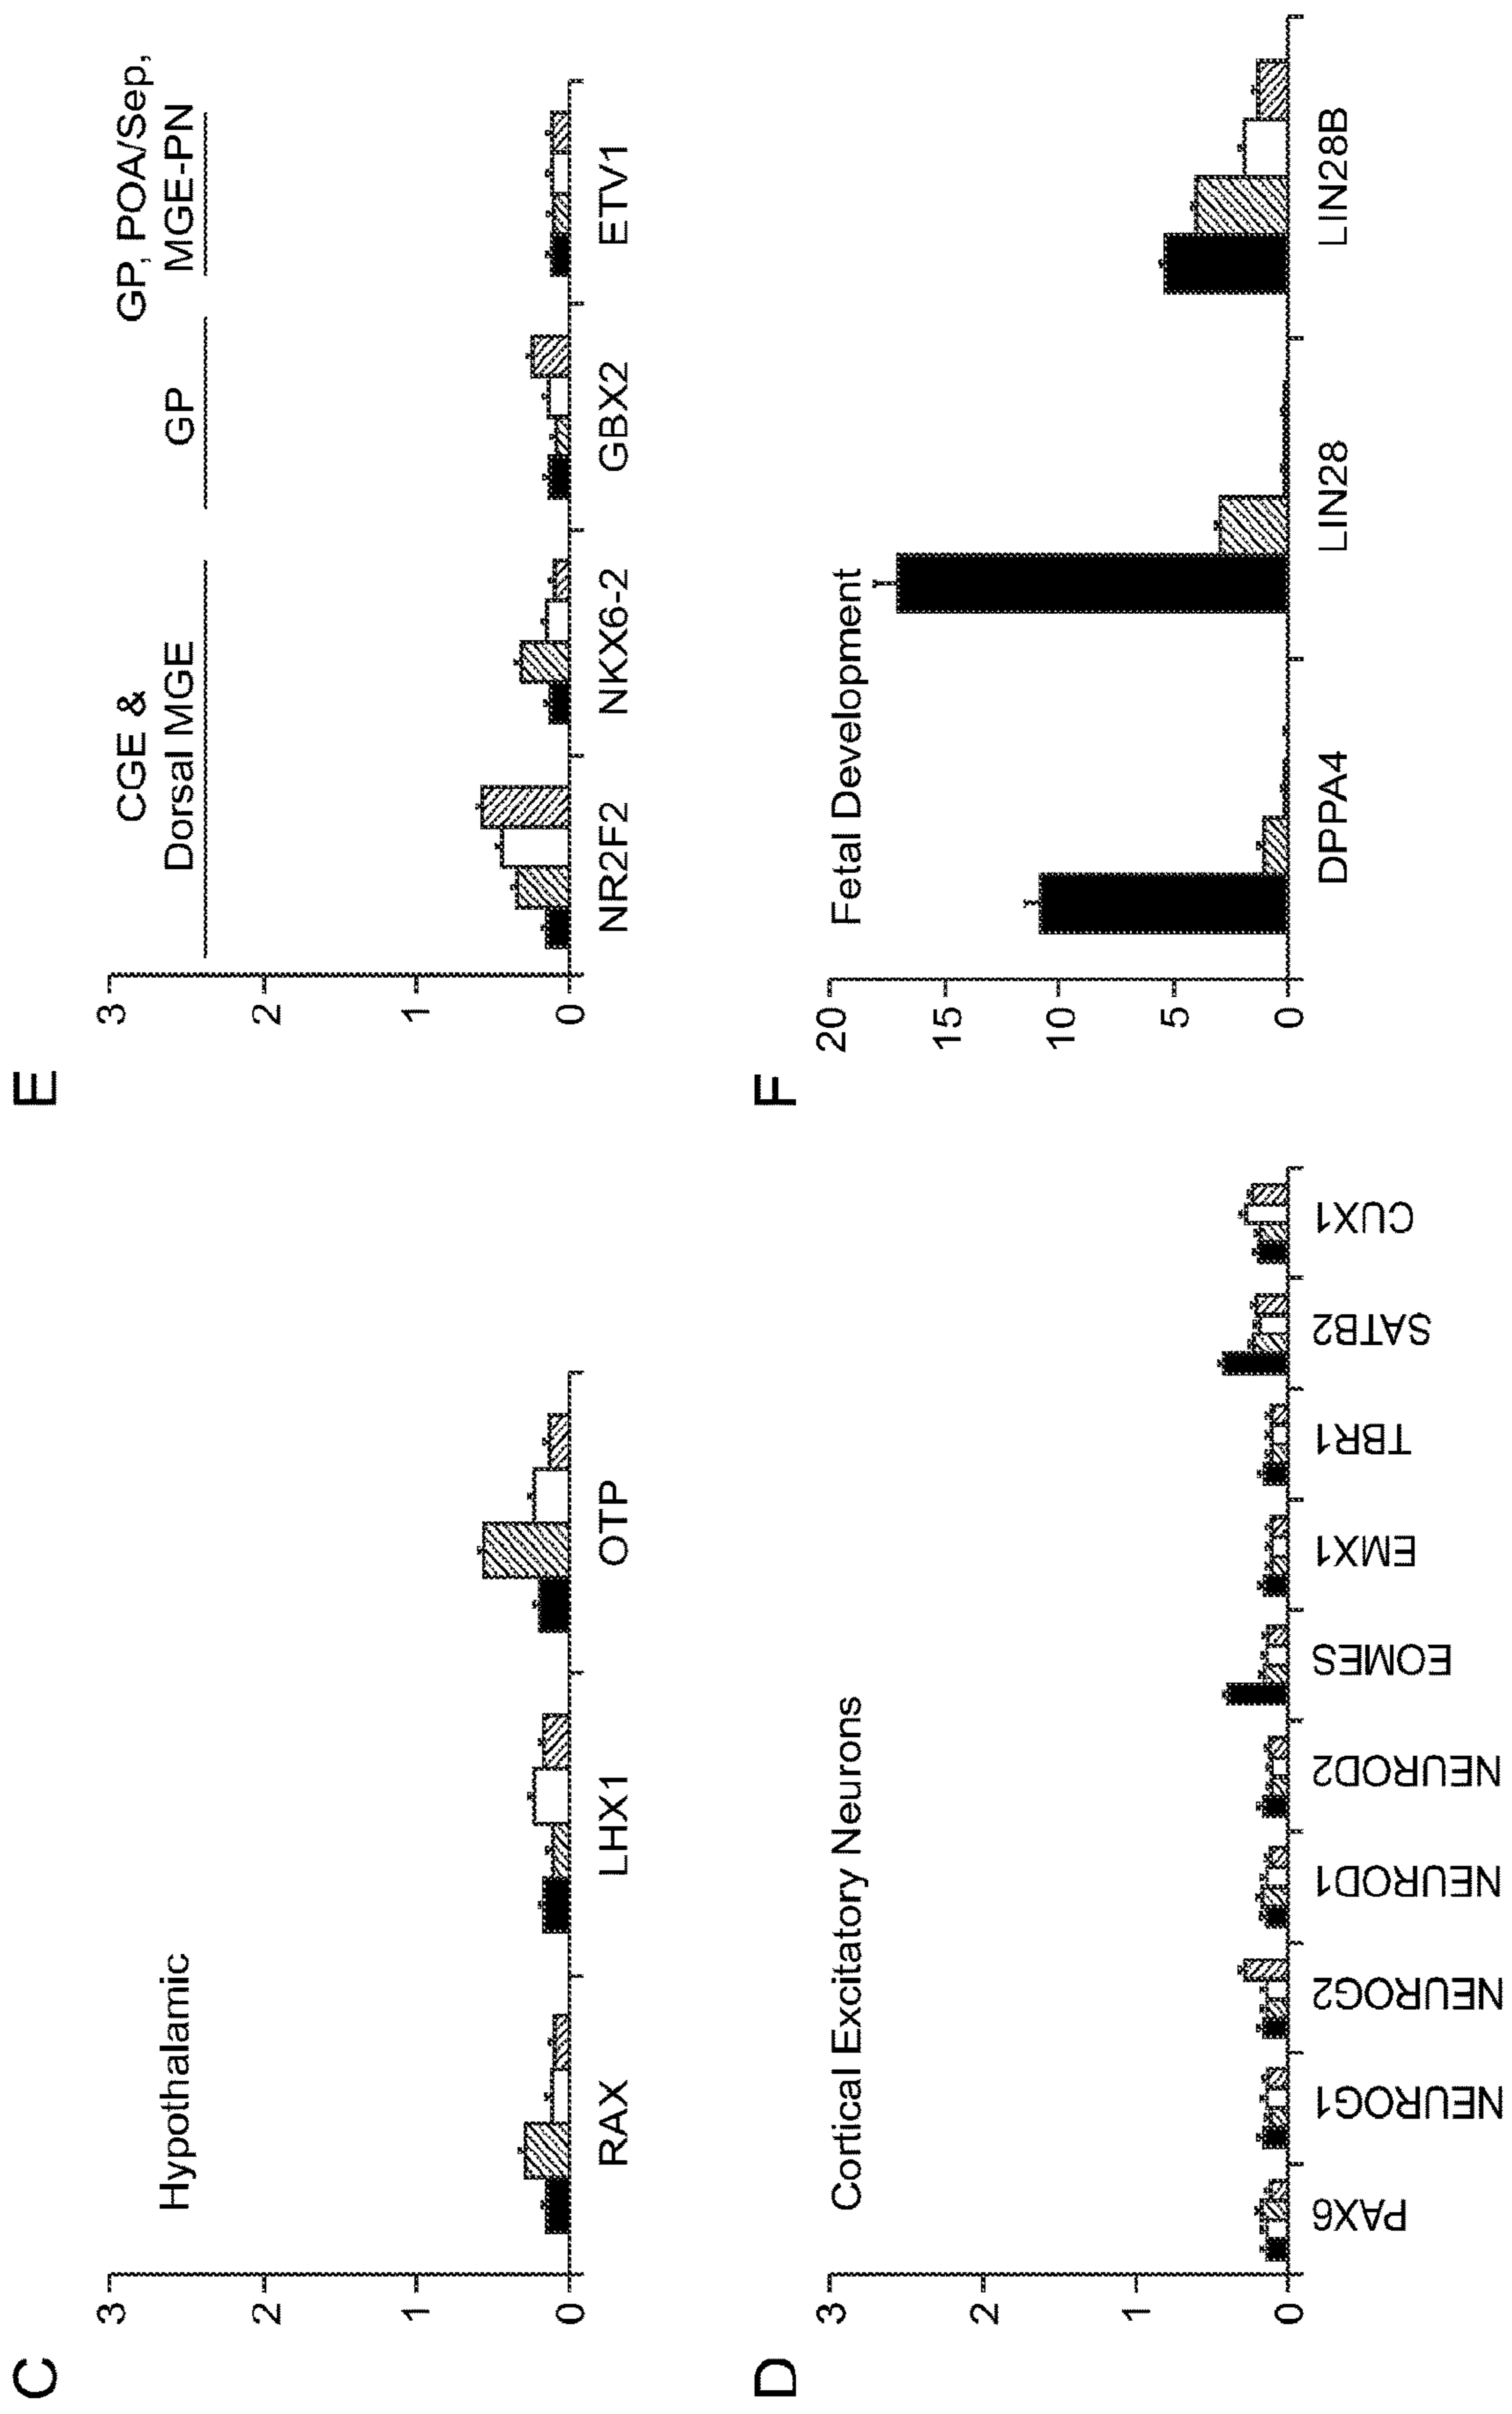 C
Hypothalamic
3
2
1
0
RAX
LHX1
OTP
D
Cortical Excitatory Neurons
3
2
1
0
PAX6
NEUROG1
NEUROG2
NEUROD1
NEUROD2
EOMES
EMX1
TBR1
SATB2
CUX1
E
CGE &
Dorsal MGE
GP
GP, POA/Sep,
MGE-PN
3
2
1
0
NR2F2
NKX6-2
GBX2
ETV1
F
Fetal Development
20
15
10
5
0
DPPA4
LIN28
LIN28B